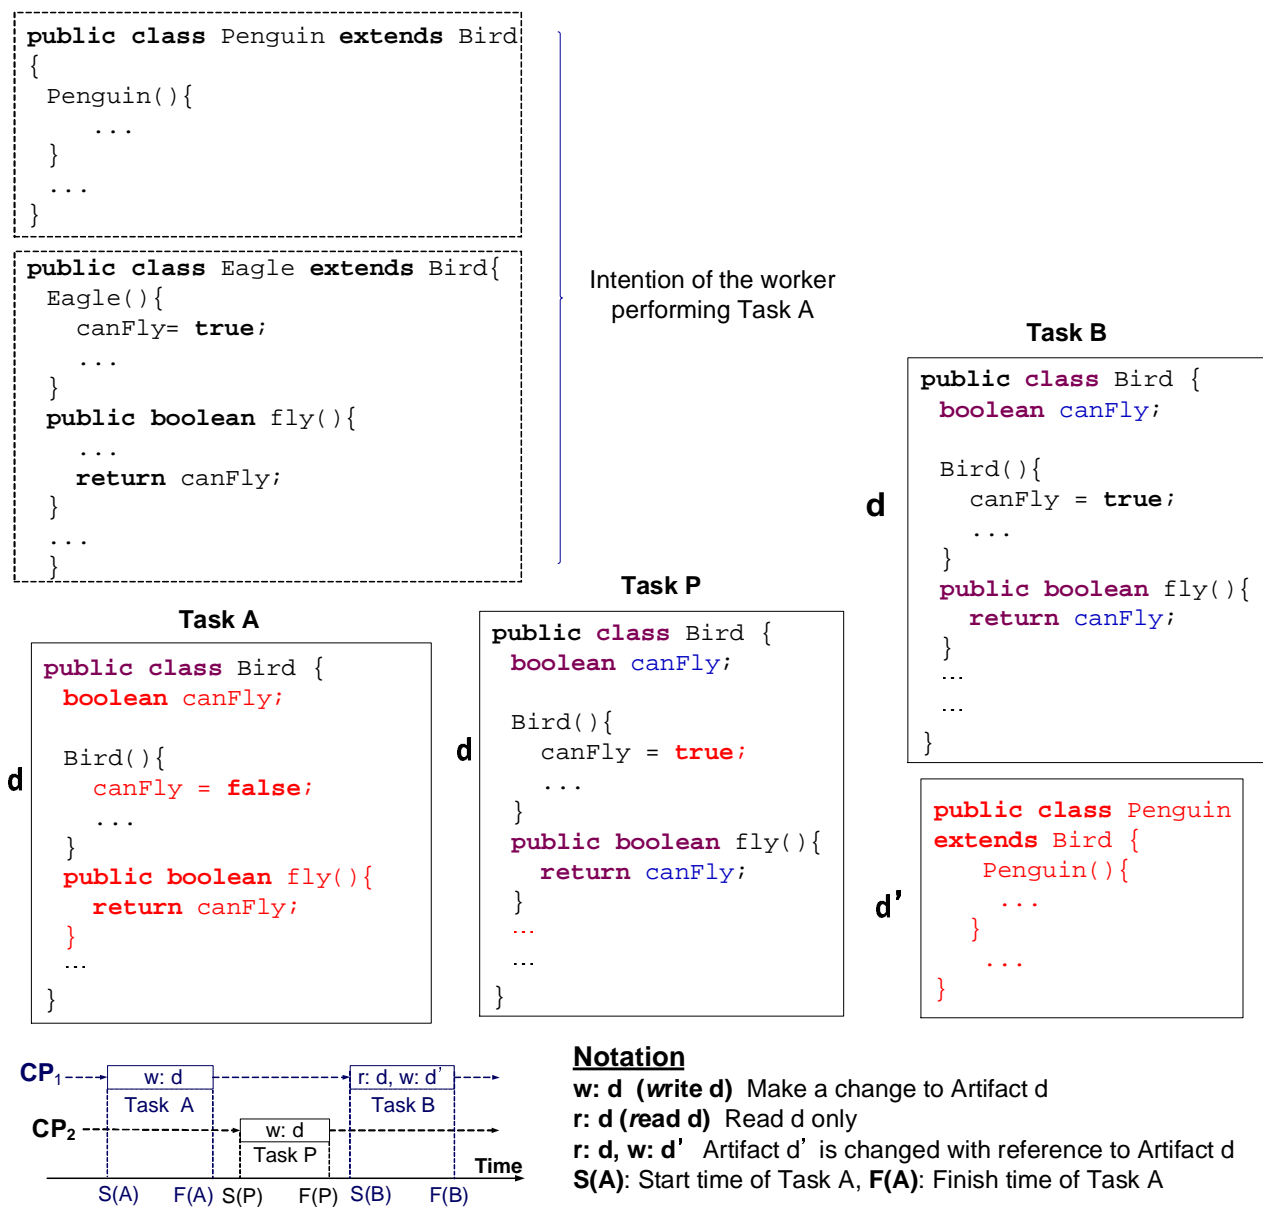 public class Penguin extends Bird
{
Penguin(){
...
}
...
}
public class Eagle extends Bird{
Eagle(){
canFly= true;
...
}
public boolean fly(){
...
return canFly;
}
...
}
Intention of the worker
performing Task A
Task A
d
public class Bird {
boolean canFly;
Bird(){
canFly = false;
...
}
public boolean fly(){
return canFly;
}
...
}
Task P
d
public class Bird {
boolean canFly;
Bird(){
canFly = true;
...
}
public boolean fly(){
return canFly;
}
...
...
}
Task B
d
public class Bird {
boolean canFly;
Bird(){
canFly = true;
...
}
public boolean fly(){
return canFly;
}
...
...
}
d'
public class Penguin
extends Bird {
Penguin(){
...
}
...
}
CP1
w: d
Task A
r: d, w: d'
Task B
CP2
w: d
Task P
Time
S(A) F(A) S(P) F(P) S(B) F(B)
Notation
w: d (write d) Make a change to Artifact d
r: d (read d) Read d only
r: d, w: d' Artifact d' is changed with reference to Artifact d
S(A): Start time of Task A, F(A): Finish time of Task A